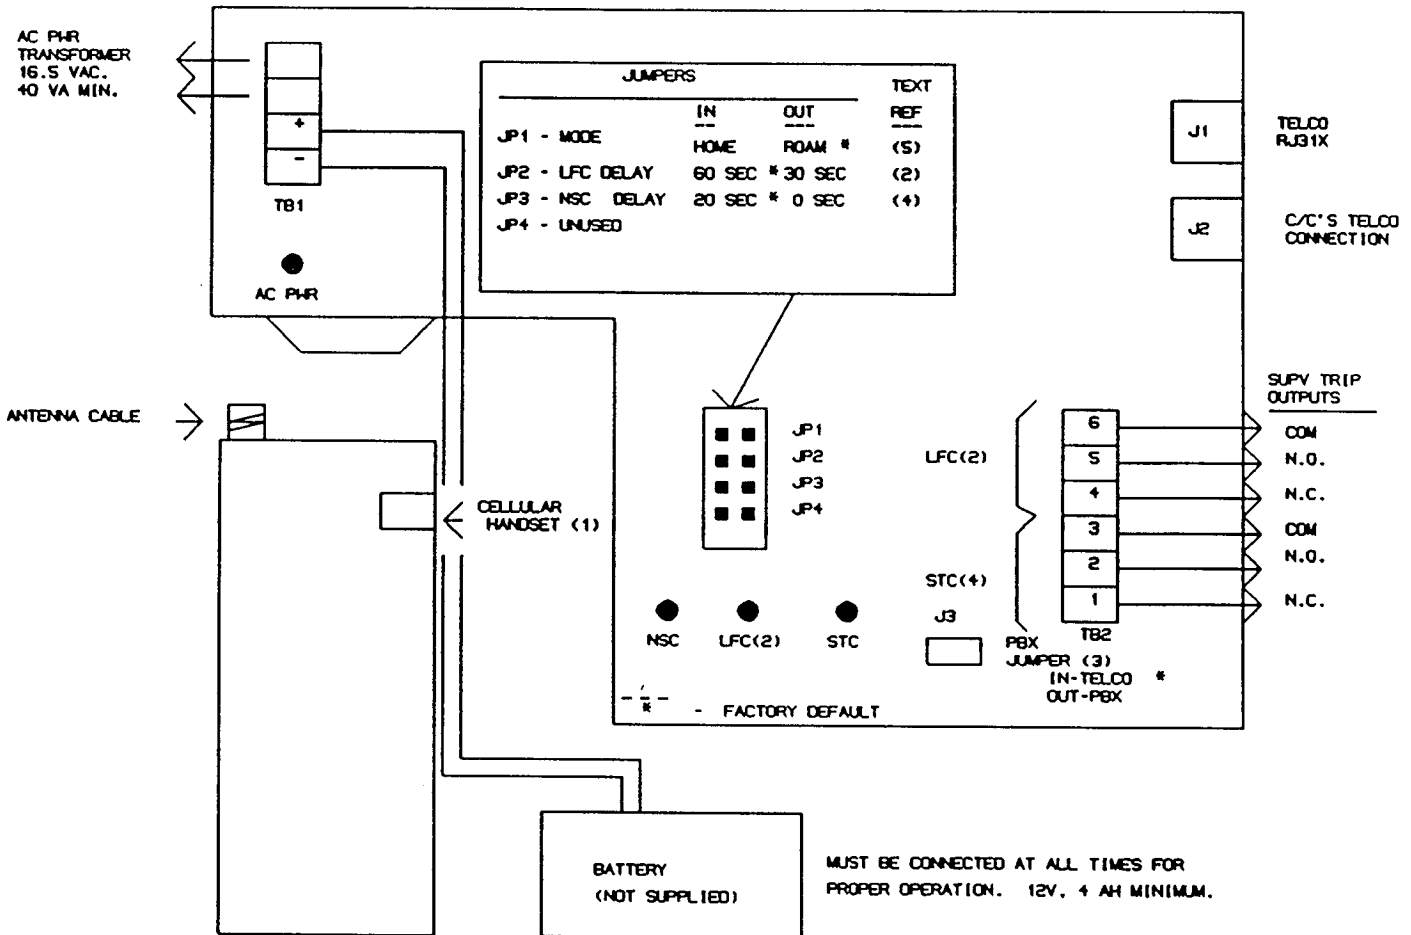 AC PWR
TRANSFORMER
16.5 VAC.
40 VA MIN.
+
-
TB1
AC PWR
JUMPERS
TEXT
IN OUT REF
JP1 - MODE HOME ROAM * (5)
JP2 - LFC DELAY 60 SEC * 30 SEC (2)
JP3 - NSC DELAY 20 SEC * 0 SEC (4)
JP4 - UNUSED
J1
TELCO
RJ31X
J2
C/C'S TELCO
CONNECTION
ANTENNA CABLE
CELLULAR
HANDSET (1)
JP1
JP2
JP3
JP4
LFC(2)
STC(4)
6
5
4
3
2
1
TB2
SUPV TRIP
OUTPUTS
COM
N.O.
N.C.
COM
N.O.
N.C.
NSC
LFC(2)
STC
J3
PBX
JUMPER (3)
IN-TELCO *
OUT-PBX
* - FACTORY DEFAULT
BATTERY
(NOT SUPPLIED)
MUST BE CONNECTED AT ALL TIMES FOR
PROPER OPERATION. 12V, 4 AH MINIMUM.